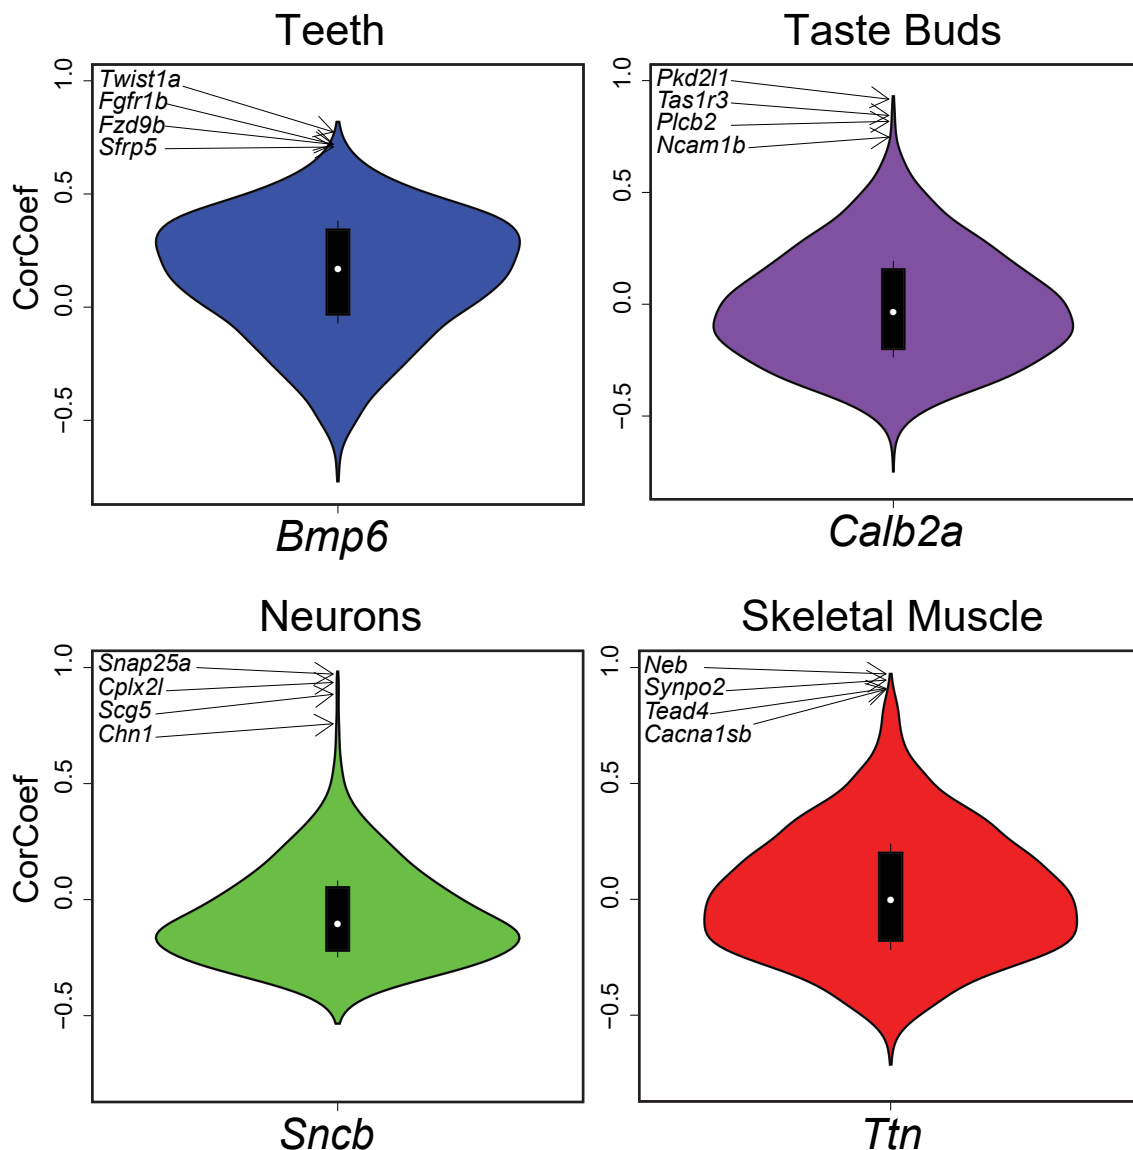 Teeth
CorCoef
1.0
0.5
0.0
−0.5
Twist1a
Fgfr1b
Fzd9b
Sfrp5
Bmp6
Taste Buds
1.0
0.5
0.0
−0.5
Pkd2l1
Tas1r3
Plcb2
Ncam1b
Calb2a
Neurons
CorCoef
1.0
0.5
0.0
−0.5
Snap25a
Cplx2l
Scg5
Chn1
Sncb
Skeletal Muscle
1.0
0.5
0.0
−0.5
Neb
Synpo2
Tead4
Cacna1sb
Ttn